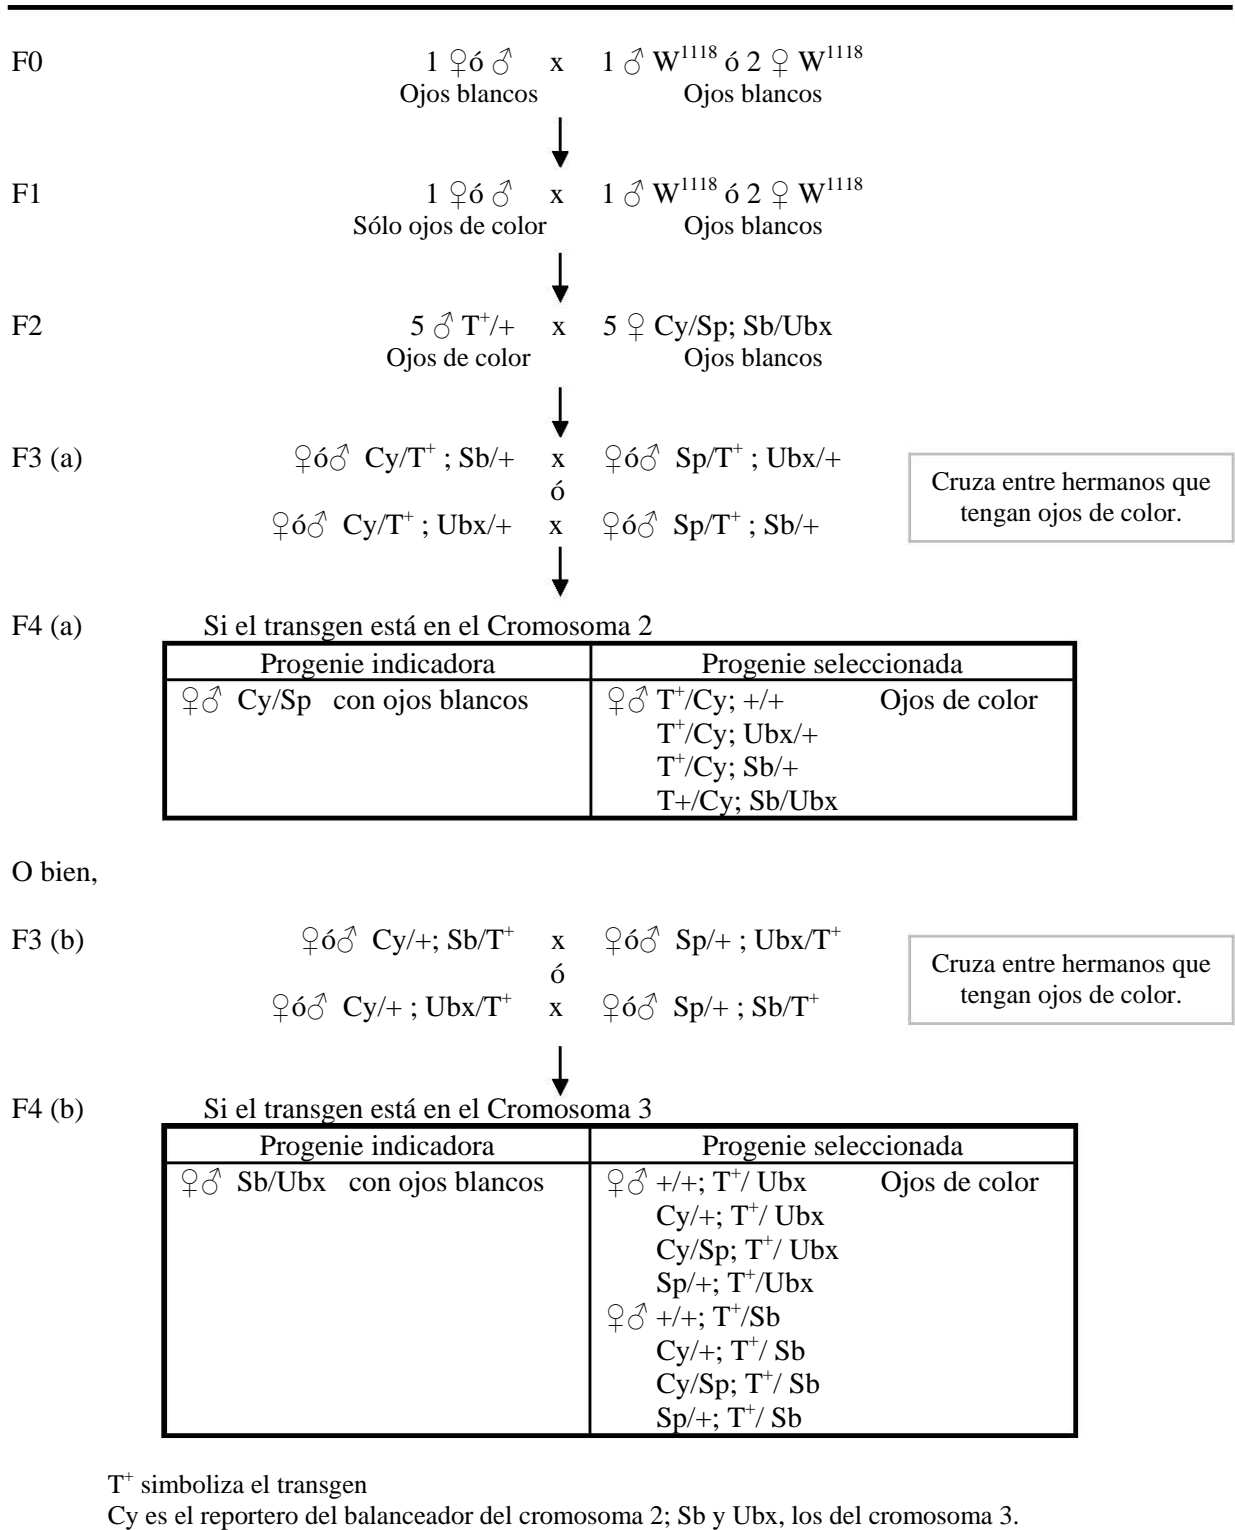 F0 1 ♀ó ♂ x 1 ♂ W1118 ó 2 ♀ W1118
Ojos blancos Ojos blancos
F1 1 ♀ó ♂ x 1 ♂ W1118 ó 2 ♀ W1118
Sólo ojos de color Ojos blancos
F2 5 ♂ T+/+ x 5 ♀ Cy/Sp; Sb/Ubx
Ojos de color Ojos blancos
F3 (a) ♀ó♂ Cy/T+ ; Sb/+ x ♀ó♂ Sp/T+ ; Ubx/+
ó
♀ó♂ Cy/T+ ; Ubx/+ x ♀ó♂ Sp/T+ ; Sb/+
Cruza entre hermanos que
tengan ojos de color.
F4 (a) Si el transgen está en el Cromosoma 2
Progenie indicadora Progenie seleccionada
♀♂ Cy/Sp con ojos blancos ♀♂ T+/Cy; +/+ Ojos de color
T+/Cy; Ubx/+
T+/Cy; Sb/+
T+/Cy; Sb/Ubx
O bien,
F3 (b) ♀ó♂ Cy/+; Sb/T+ x ♀ó♂ Sp/+ ; Ubx/T+
ó
♀ó♂ Cy/+ ; Ubx/T+ x ♀ó♂ Sp/+ ; Sb/T+
Cruza entre hermanos que
tengan ojos de color.
F4 (b) Si el transgen está en el Cromosoma 3
Progenie indicadora Progenie seleccionada
♀♂ Sb/Ubx con ojos blancos ♀♂ +/+; T+/ Ubx Ojos de color
Cy/+; T+/ Ubx
Cy/Sp; T+/ Ubx
Sp/+; T+/Ubx
♀♂ +/+; T+/Sb
Cy/+; T+/ Sb
Cy/Sp; T+/ Sb
Sp/+; T+/ Sb
T+ simboliza el transgen
Cy es el reportero del balanceador del cromosoma 2; Sb y Ubx, los del cromosoma 3.